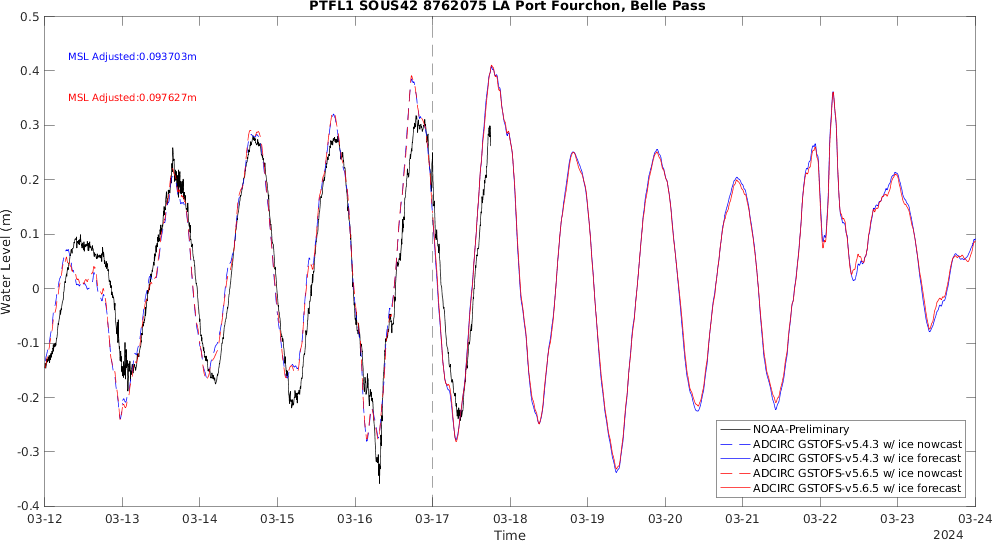 PTFL1 SOUS42 8762075 LA Port Fourchon, Belle Pass
MSL Adjusted:0.093703m
MSL Adjusted:0.097627m
Water Level (m)
0.5
0.4
0.3
0.2
0.1
0
-0.1
-0.2
-0.3
-0.4
NOAA-Preliminary
ADCIRC GSTOFS-v5.4.3 w/ ice nowcast
ADCIRC GSTOFS-v5.4.3 w/ ice forecast
ADCIRC GSTOFS-v5.6.5 w/ ice nowcast
ADCIRC GSTOFS-v5.6.5 w/ ice forecast
03-12 03-13 03-14 03-15 03-16 03-17 03-18 03-19 03-20 03-21 03-22 03-23 03-24
Time
2024